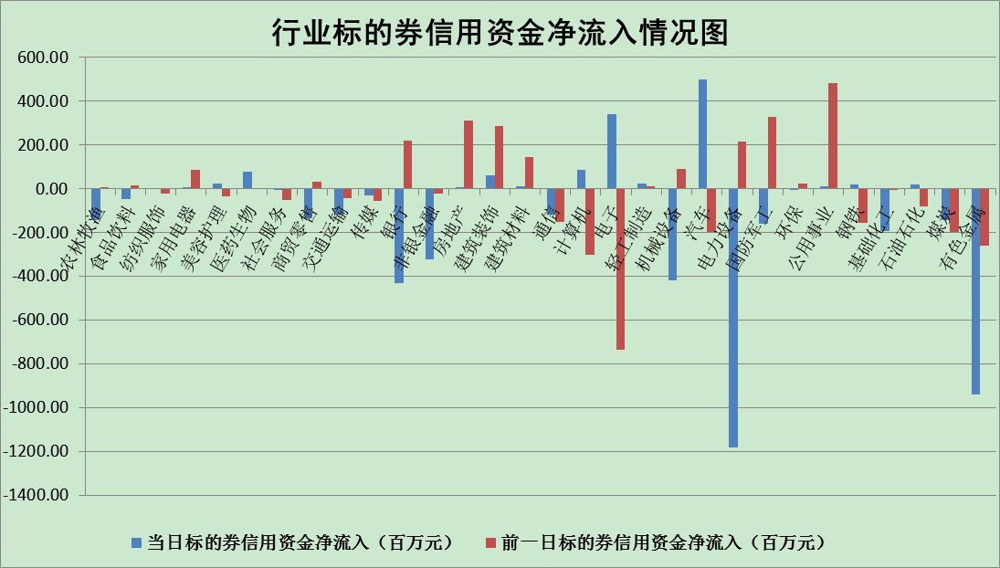 行业标的券信用资金净流入情况图
600.00
400.00
200.00
0.00
-200.00
-400.00
-600.00
-800.00
-1000.00
-1200.00
-1400.00
农林牧渔
食品饮料
纺织服饰
家用电器
美容护理
医药生物
社会服务
商贸零售
交通运输
传媒
银行
非银金融
房地产
建筑装饰
建筑材料
通信
计算机
电子
轻工制造
机械设备
汽车
电力设备
国防军工
环保
公用事业
钢铁
基础化工
石油石化
煤炭
有色金属
当日标的券信用资金净流入（百万元）
前一日标的券信用资金净流入（百万元）